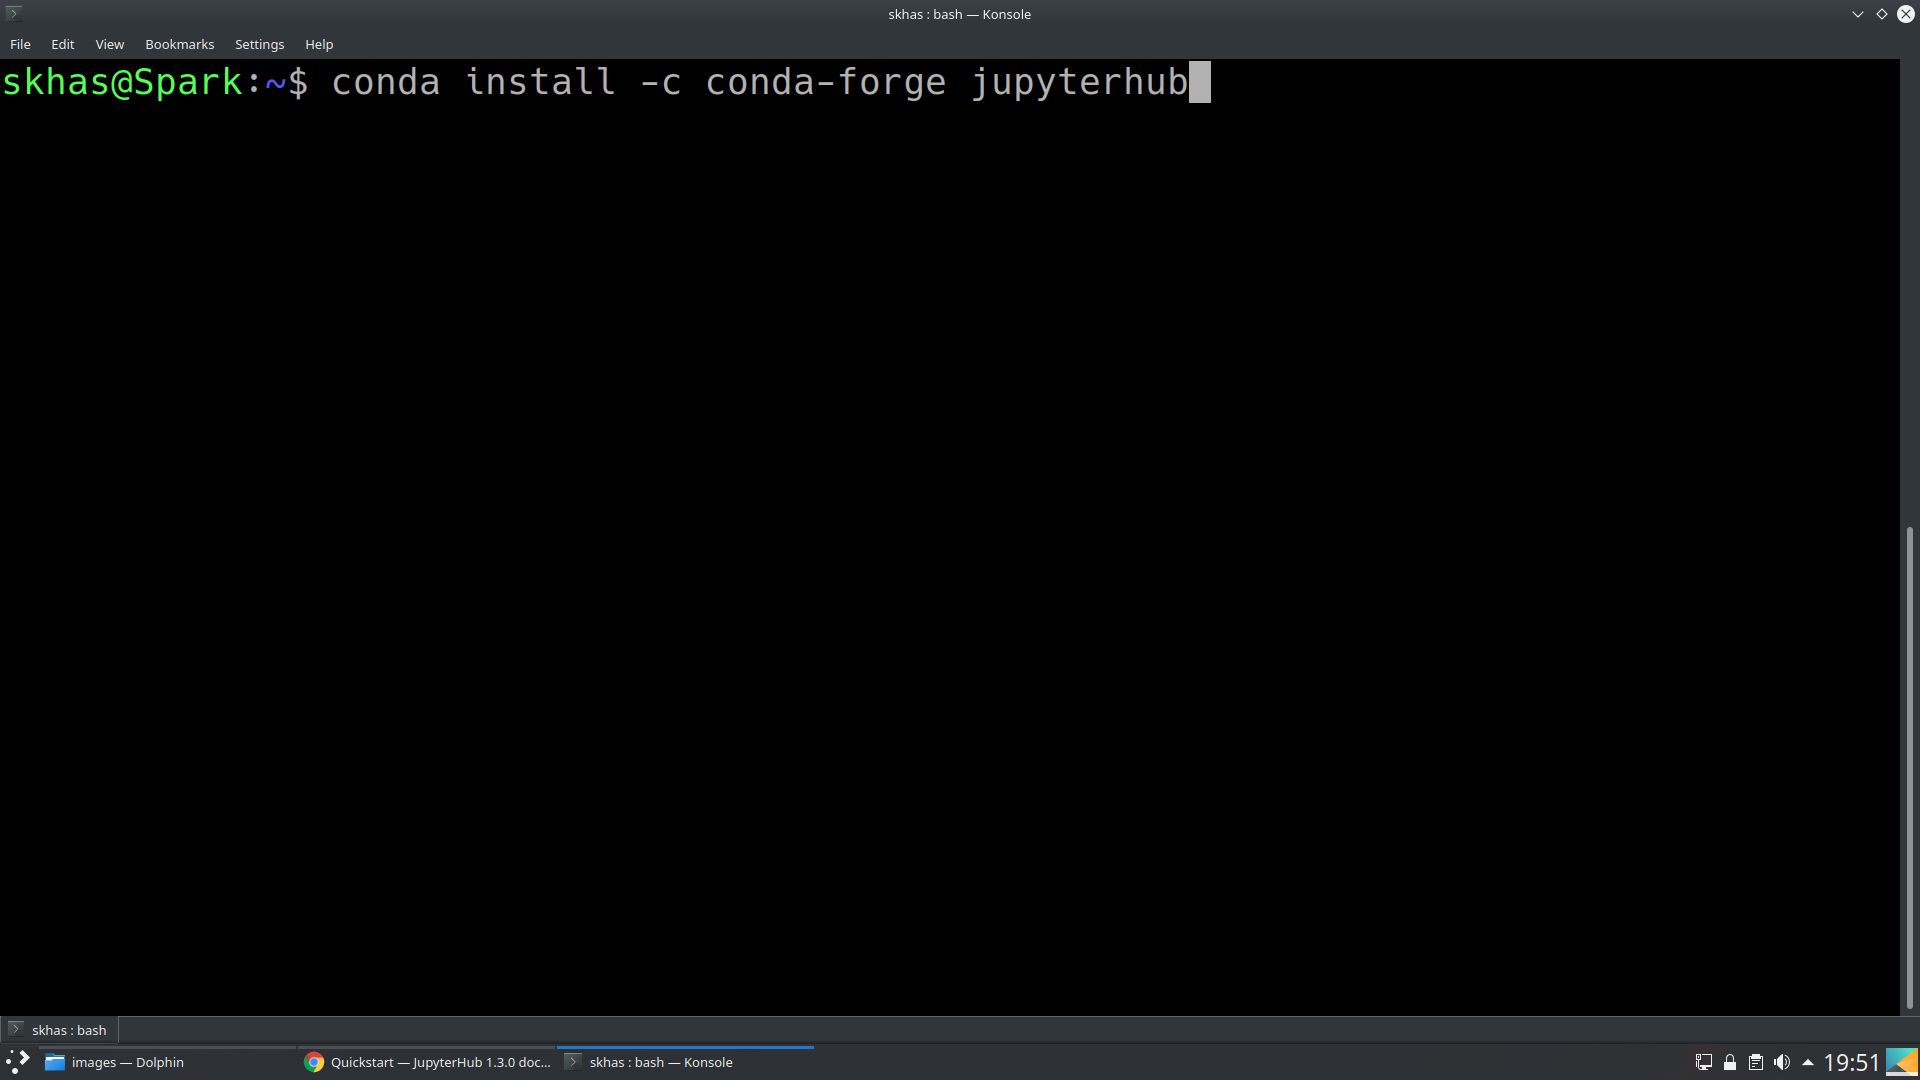 skhas : bash — Konsole
File Edit View Bookmarks Settings Help
skhas@Spark:~$ conda install -c conda-forge jupyterhub
skhas : bash
images — Dolphin Quickstart — JupyterHub 1.3.0 doc... skhas : bash — Konsole 19:51